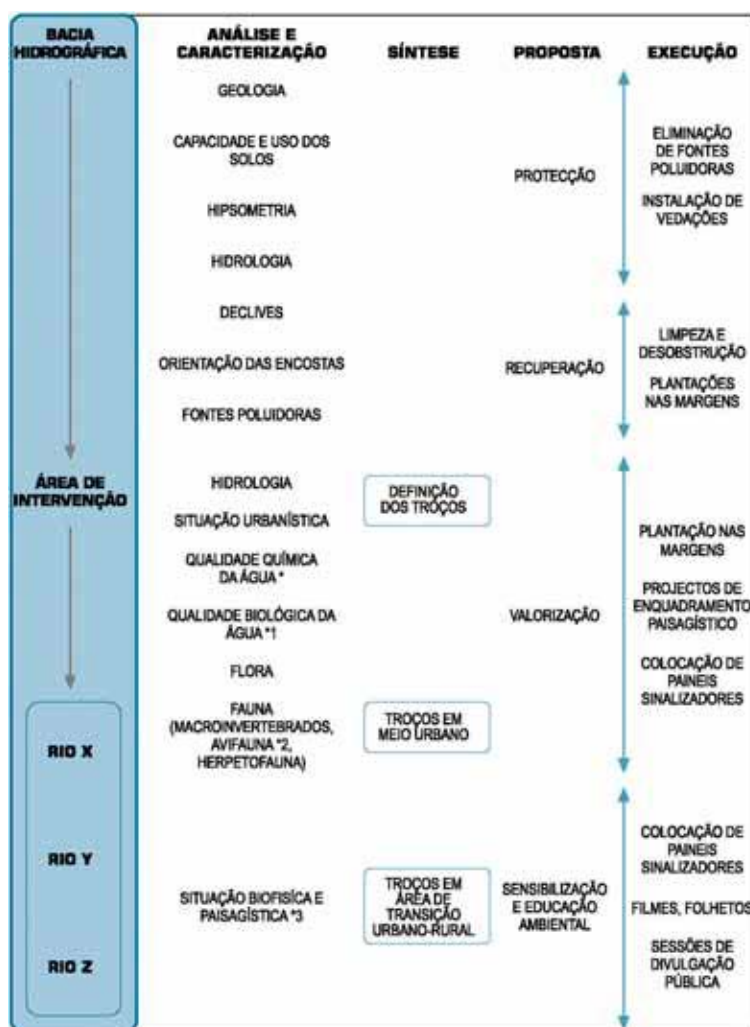 BACIA
HIDROGRÁFICA
ANÁLISE E
CARACTERIZAÇÃO
SÍNTESE
PROPOSTA
EXECUÇÃO
GEOLOGIA
CAPACIDADE E USO DOS
SOLOS
HIPSOMETRIA
HIDROLOGIA
DECLIVES
ORIENTAÇÃO DAS ENCOSTAS
FONTES POLUIDORAS
PROTECÇÃO
ELIMINAÇÃO
DE FONTES
POLUIDORAS
INSTALAÇÃO DE
VEDAÇÕES
RECUPERAÇÃO
LIMPEZA E
DESOBSTRUÇÃO
PLANTAÇÕES
NAS MARGENS
ÁREA DE
INTERVENÇÃO
HIDROLOGIA
SITUAÇÃO URBANÍSTICA
QUALIDADE QUÍMICA
DA ÁGUA *
QUALIDADE BIOLÓGICA DA
ÁGUA *1
FLORA
FAUNA
(MACROINVERTEBRADOS,
AVIFAUNA *2,
HERPETOFAUNA)
DEFINIÇÃO
DOS TROÇOS
TROÇOS EM
MEIO URBANO
VALORIZAÇÃO
PLANTAÇÃO NAS
MARGENS
PROJECTOS DE
ENQUADRAMENTO
PAISAGÍSTICO
COLOCAÇÃO DE
PAINEIS
SINALIZADORES
RIO X
RIO Y
RIO Z
SITUAÇÃO BIOFISÍCA E
PAISAGÍSTICA *3
TROÇOS EM
ÁREA DE
TRANSIÇÃO
URBANO-RURAL
SENSIBILIZAÇÃO
E EDUCAÇÃO
AMBIENTAL
COLOCAÇÃO DE
PAINEIS
SINALIZADORES
FILMES, FOLHETOS
SESSÕES DE
DIVULGAÇÃO
PÚBLICA